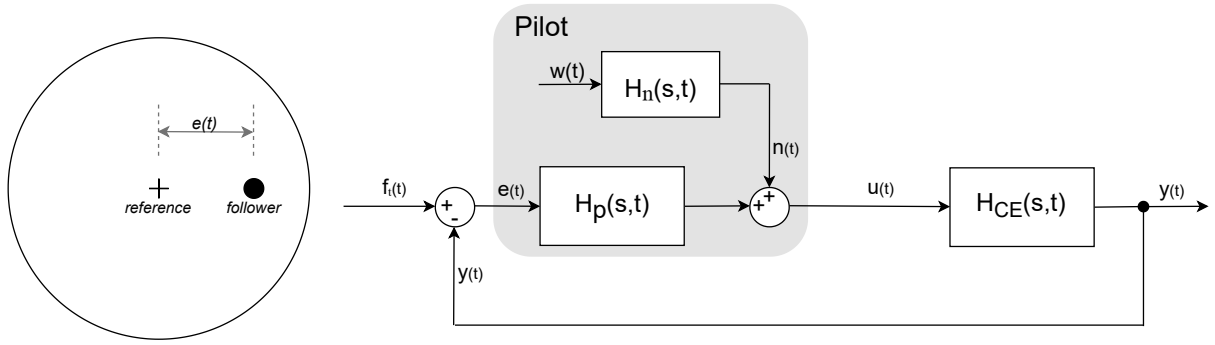 e(t)
reference
follower
Pilot
w(t)
Hn(s,t)
n(t)
ft(t)
+
-
e(t)
Hp(s,t)
+
+
u(t)
HCE(s,t)
y(t)
y(t)